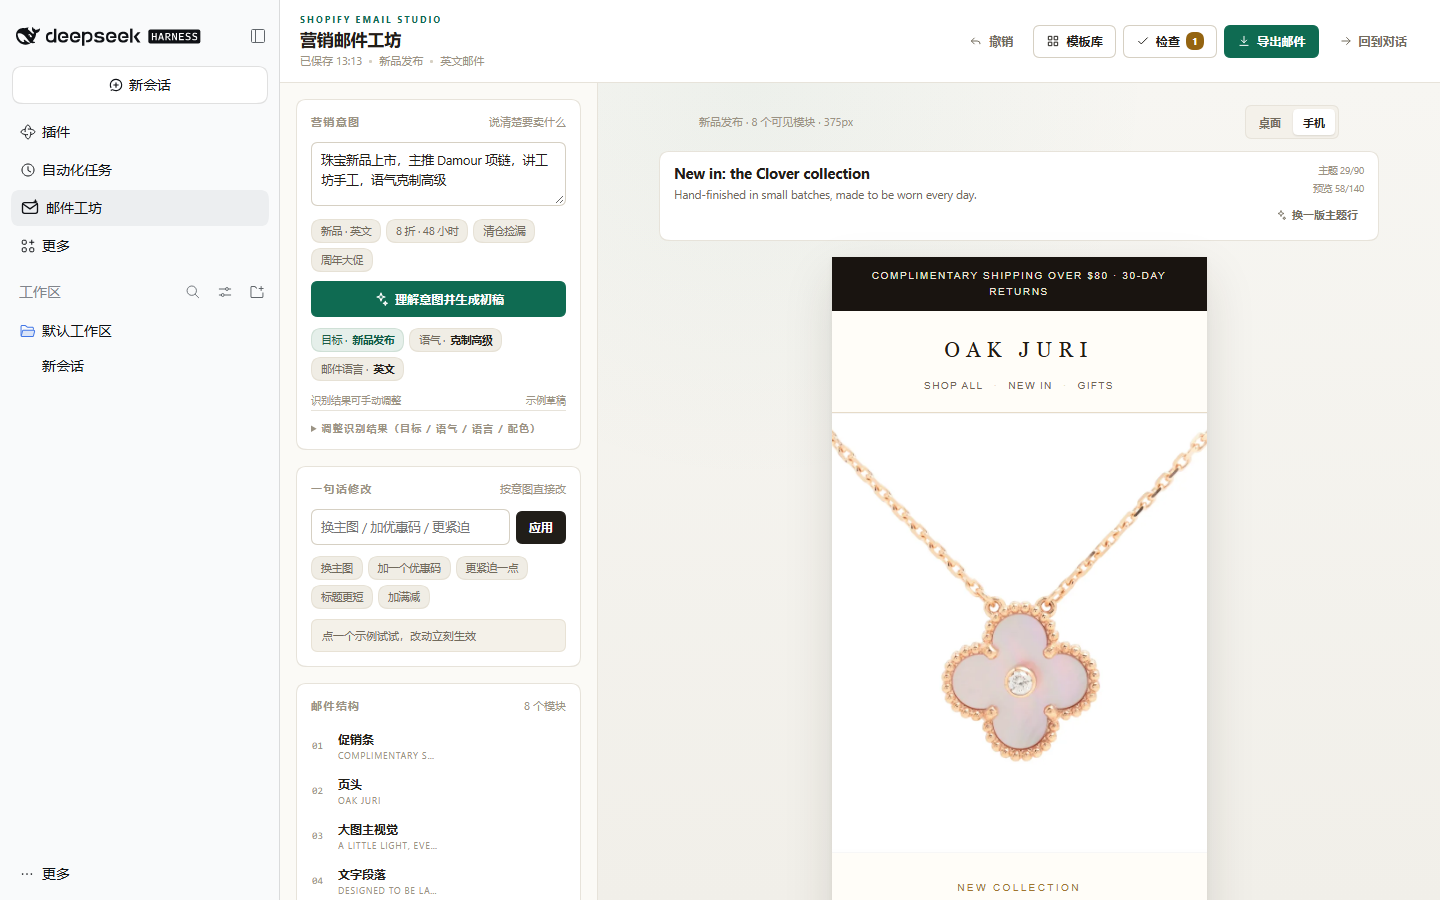 deepseek HARNESS
新会话
插件
自动化任务
邮件工坊
更多
工作区
默认工作区
新会话
更多
SHOPIFY EMAIL STUDIO
营销邮件工坊
已保存 13:13 • 新品发布 • 英文邮件
撤销
模板库
检查 1
导出邮件
回到对话
营销意图
说清楚要卖什么
珠宝新品上市，主推 Damour 项链，讲工
坊手工，语气克制高级
新品 · 英文
8 折 · 48 小时
清仓捡漏
周年大促
理解意图并生成初稿
目标 · 新品发布
语气 · 克制高级
邮件语言 · 英文
识别结果可手动调整
示例草稿
调整识别结果（目标 / 语气 / 语言 / 配色）
一句话修改
按意图直接改
换主图 / 加优惠码 / 更紧迫
应用
换主图
加一个优惠码
更紧迫一点
标题更短
加满减
点一个示例试试，改动立刻生效
邮件结构
8 个模块
01
促销条
COMPLIMENTARY S...
02
页头
OAK JURI
03
大图主视觉
A LITTLE LIGHT, EVE...
04
文字段落
DESIGNED TO BE LA...
新品发布 · 8 个可见模块 · 375px
桌面
手机
New in: the Clover collection
Hand-finished in small batches, made to be worn every day.
主题 29/90
预览 58/140
换一版主题行
COMPLIMENTARY SHIPPING OVER $80 · 30-DAY
RETURNS
OAK JURI
SHOP ALL · NEW IN · GIFTS
NEW COLLECTION